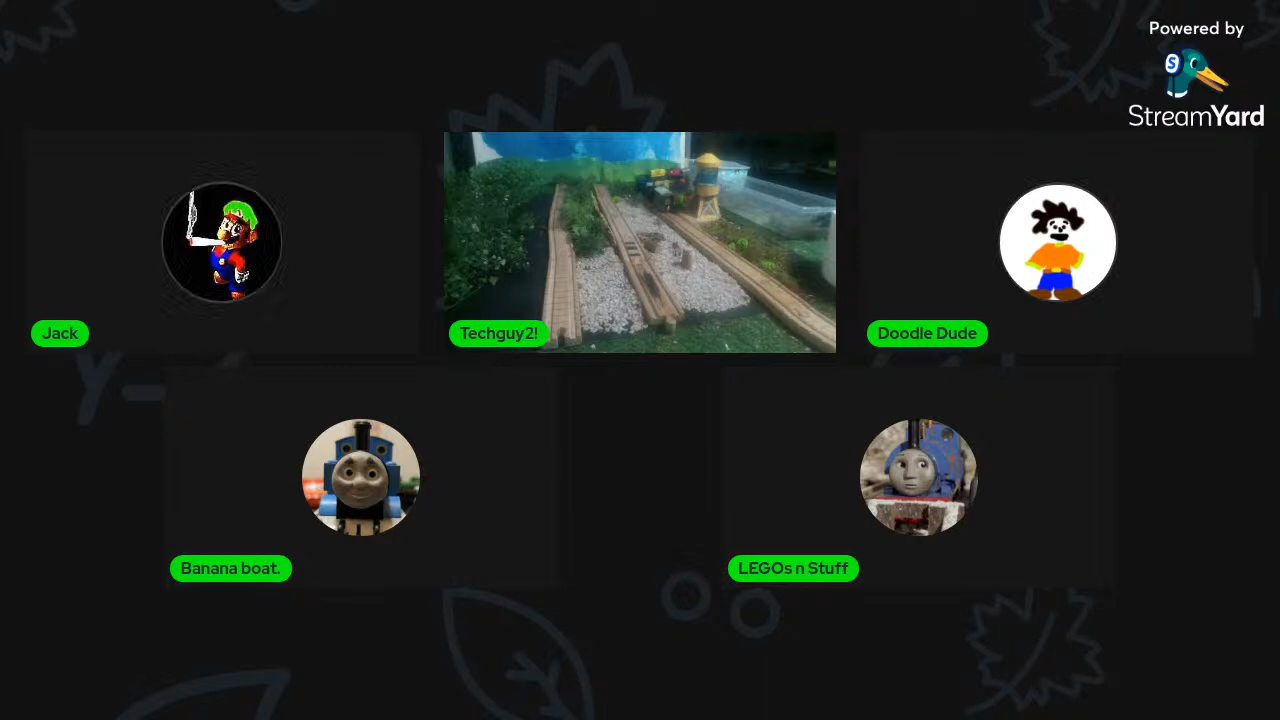 Powered by
StreamYard
Jack
Techguy2!
Doodle Dude
Banana boat.
LEGOs n Stuff